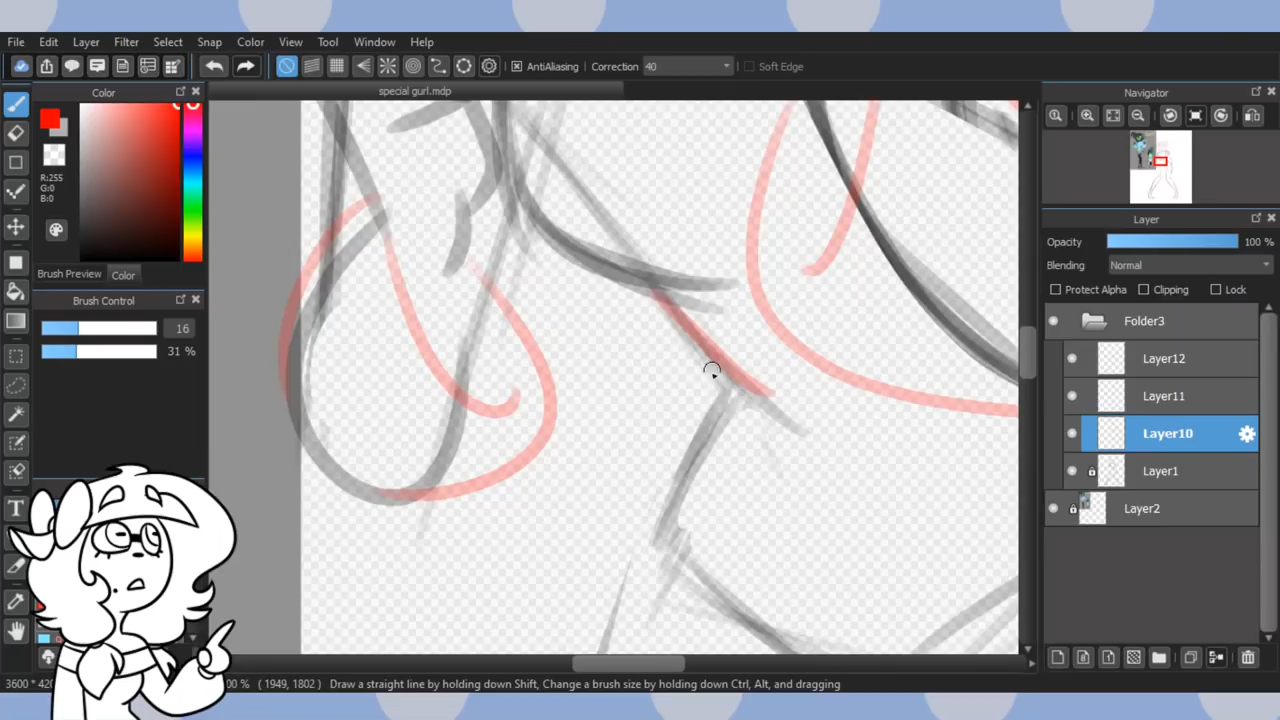 File Edit Layer Filter Select Snap Color View Tool Window Help
AntiAliasing Correction 40 Soft Edge
Color
special gurl.mdp
Navigator
R:255
G:0
B:0
Brush Preview Color
Brush Control
16
31 %
Layer
Opacity 100 %
Blending Normal
Protect Alpha Clipping Lock
Folder3
Layer12
Layer11
Layer10
Layer1
Layer2
3600 * 420
% ( 1949, 1802 ) Draw a straight line by holding down Shift, Change a brush size by holding down Ctrl, Alt, and dragging